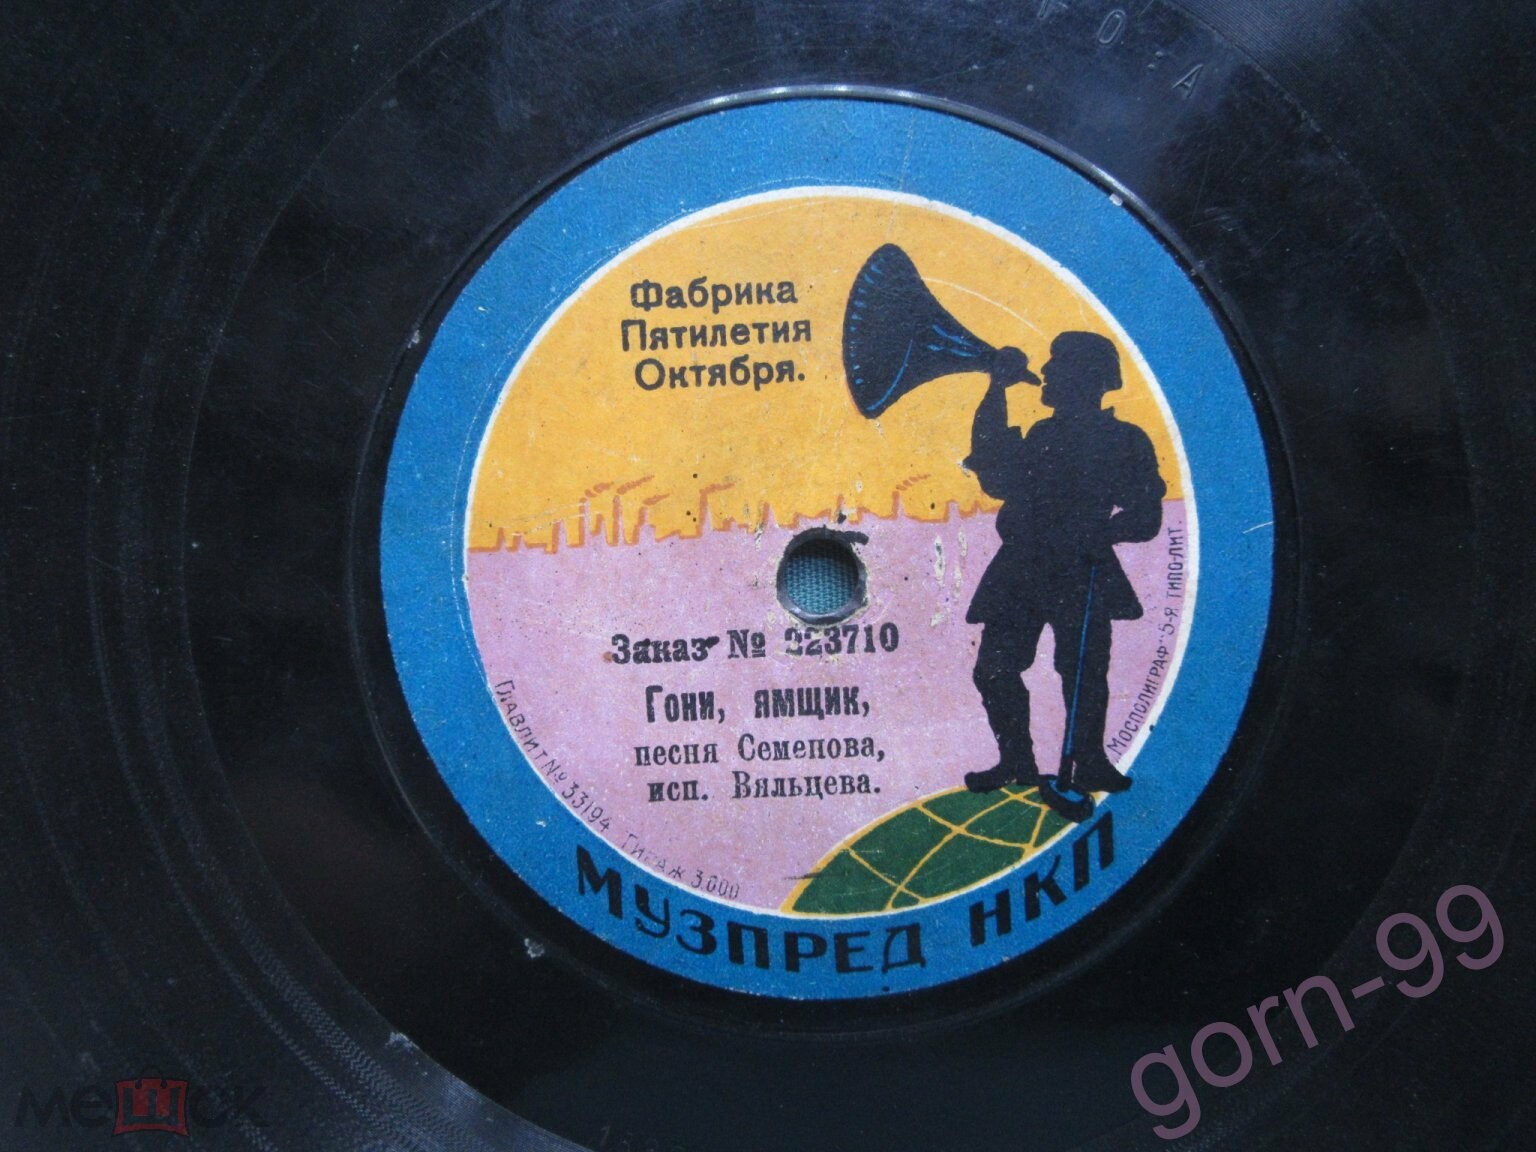 Фабрика
Пятилетия
Октября.
Заказ № 223710
Гони, ямщик,
песня Семенова,
исп. Вяльцева.
Главлит № 33194 Тираж 3.000
"Мосполиграф" 5-я типо-лит.
МУЗПРЕД НКП
gorn-99
мешок